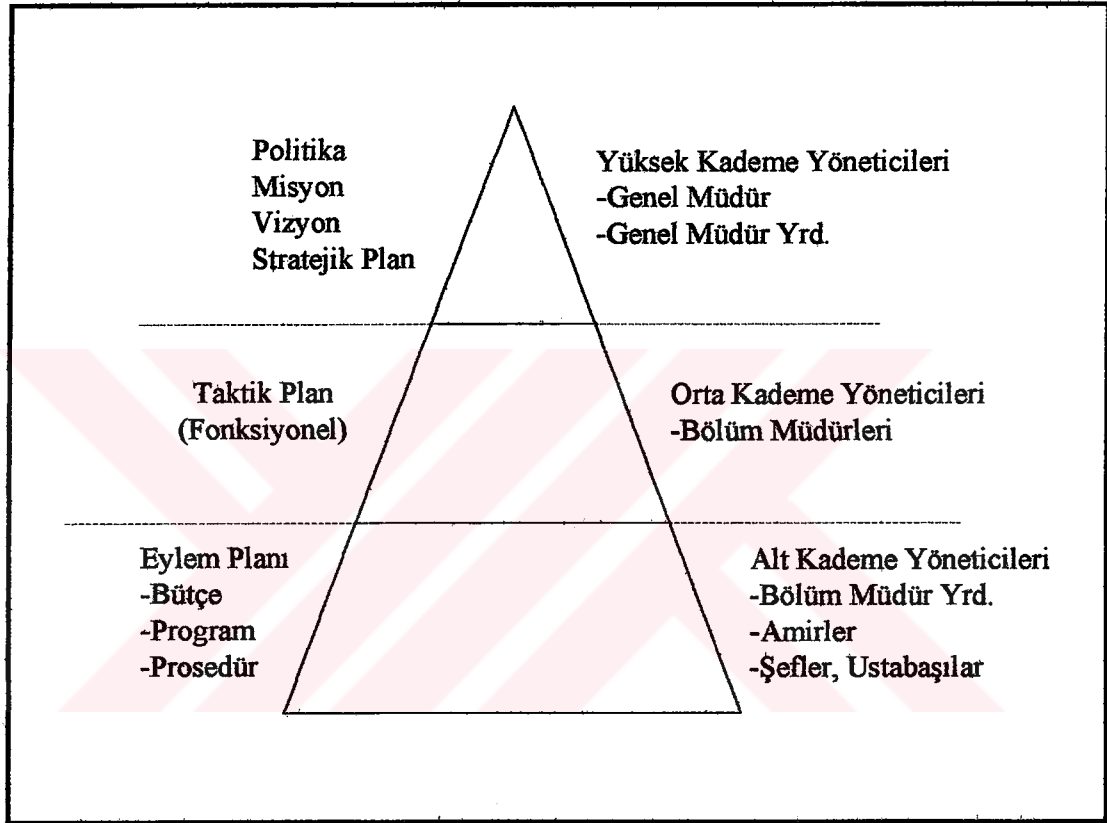 Politika
Misyon
Vizyon
Stratejik Plan
Yüksek Kademe Yöneticileri
-Genel Müdür
-Genel Müdür Yrd.
Taktik Plan
(Fonksiyonel)
Orta Kademe Yöneticileri
-Bölüm Müdürleri
Eylem Planı
-Bütçe
-Program
-Prosedür
Alt Kademe Yöneticileri
-Bölüm Müdür Yrd.
-Amirler
-Şefler, Ustabaşılar